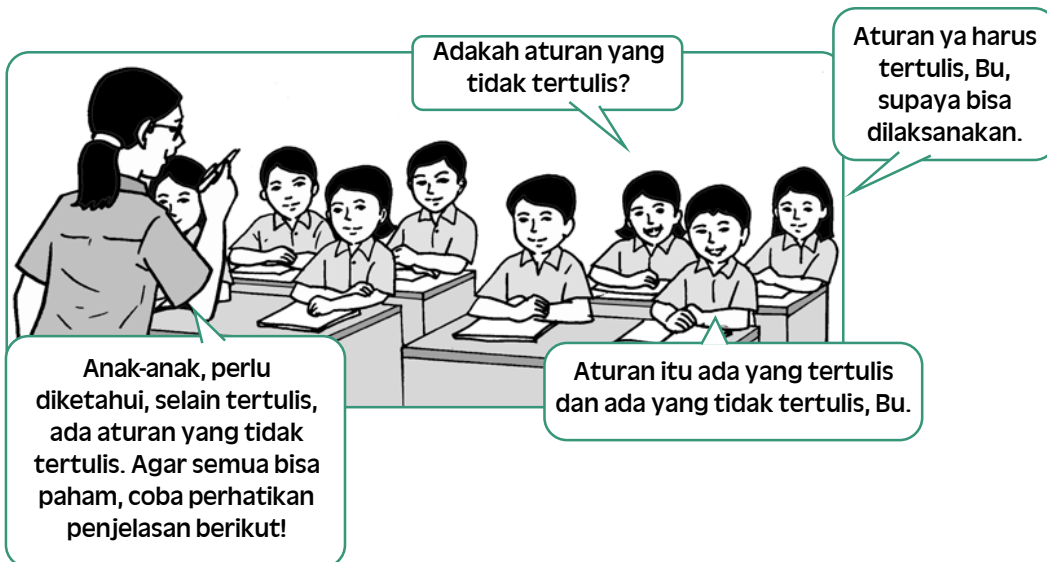 Adakah aturan yang
tidak tertulis?
Aturan ya harus
tertulis, Bu,
supaya bisa
dilaksanakan.
Anak-anak, perlu
diketahui, selain tertulis,
ada aturan yang tidak
tertulis. Agar semua bisa
paham, coba perhatikan
penjelasan berikut!
Aturan itu ada yang tertulis
dan ada yang tidak tertulis, Bu.